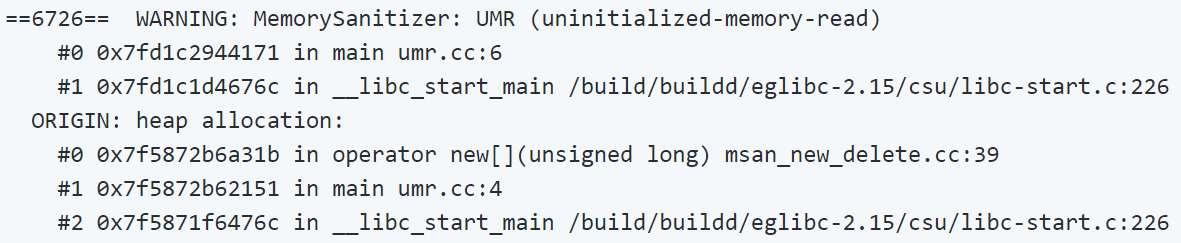 ==6726==  WARNING: MemorySanitizer: UMR (uninitialized-memory-read)
    #0 0x7fd1c2944171 in main umr.cc:6
    #1 0x7fd1c1d4676c in __libc_start_main /build/buildd/eglibc-2.15/csu/libc-start.c:226
  ORIGIN: heap allocation:
    #0 0x7f5872b6a31b in operator new[](unsigned long) msan_new_delete.cc:39
    #1 0x7f5872b62151 in main umr.cc:4
    #2 0x7f5871f6476c in __libc_start_main /build/buildd/eglibc-2.15/csu/libc-start.c:226